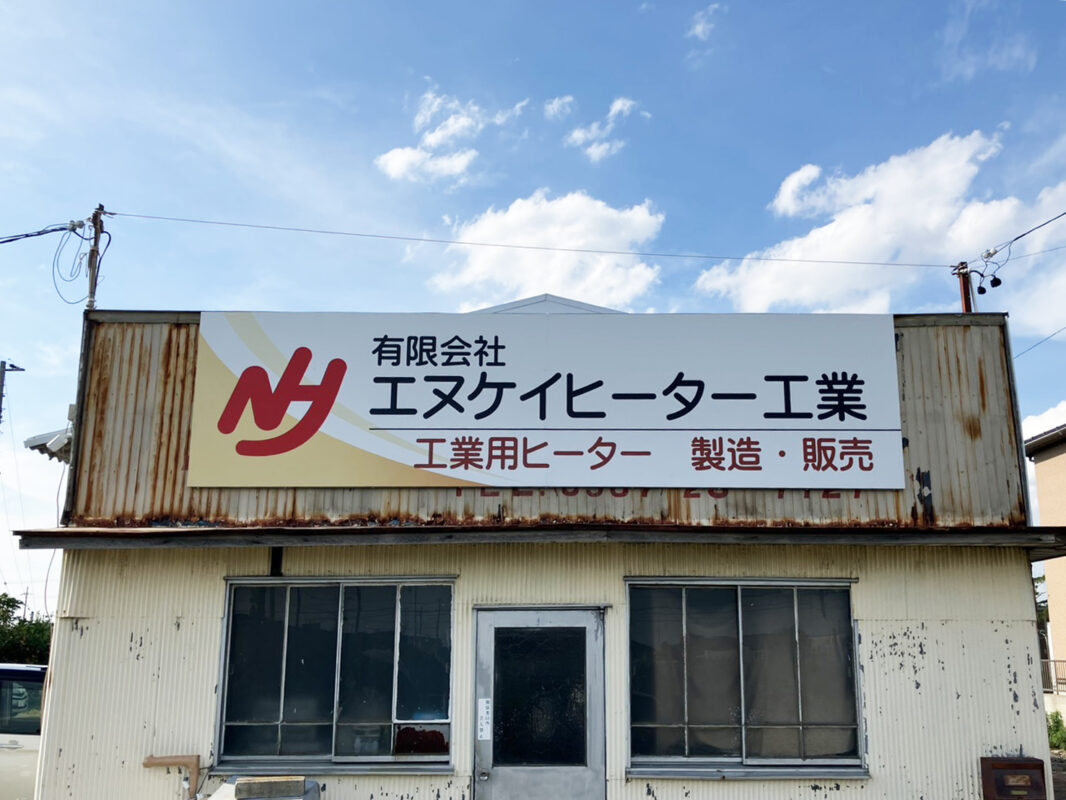 NH
有限会社
エヌケイヒーター工業
工業用ヒーター 製造・販売